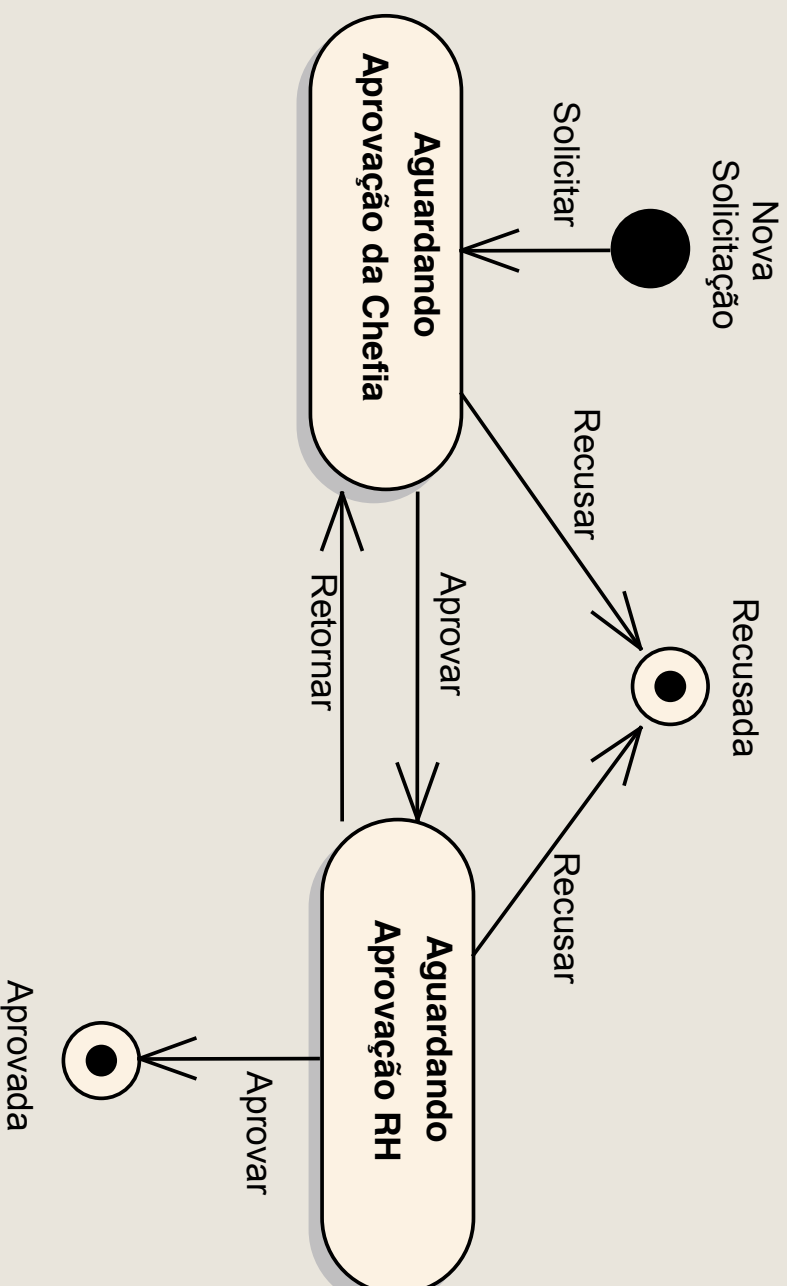 Nova
Solicitação
Recusada
Solicitar
Recusar
Recusar
Aguardando
Aprovação da Chefia
Aprovar
Retornar
Aguardando
Aprovação RH
Aprovar
Aprovada